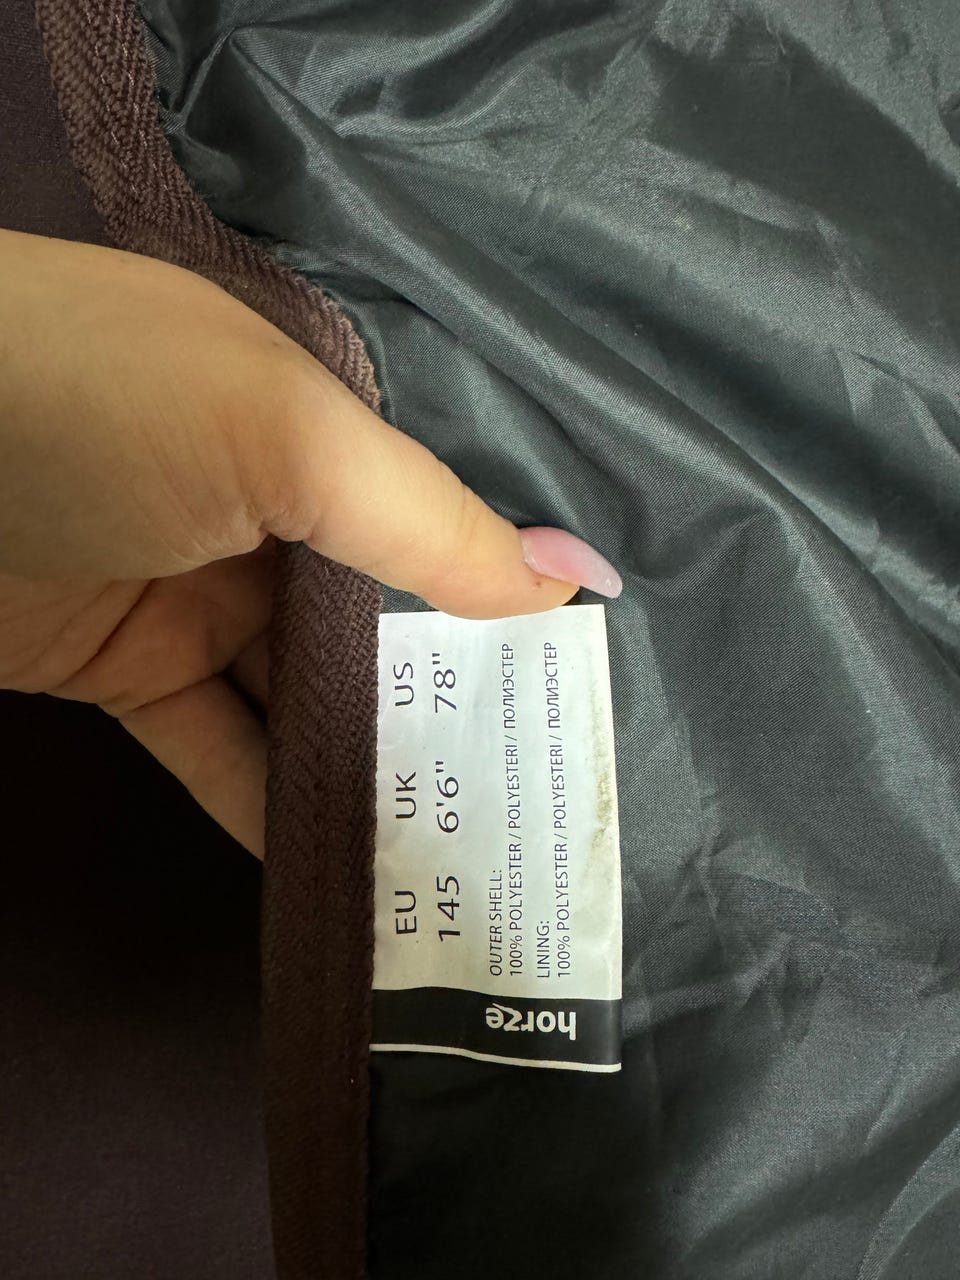 EU UK US
145 6'6" 78"
OUTER SHELL:
100% POLYESTER / POLYESTERI / ПОЛИЭСТЕР
LINING:
100% POLYESTER / POLYESTERI / ПОЛИЭСТЕР
horze